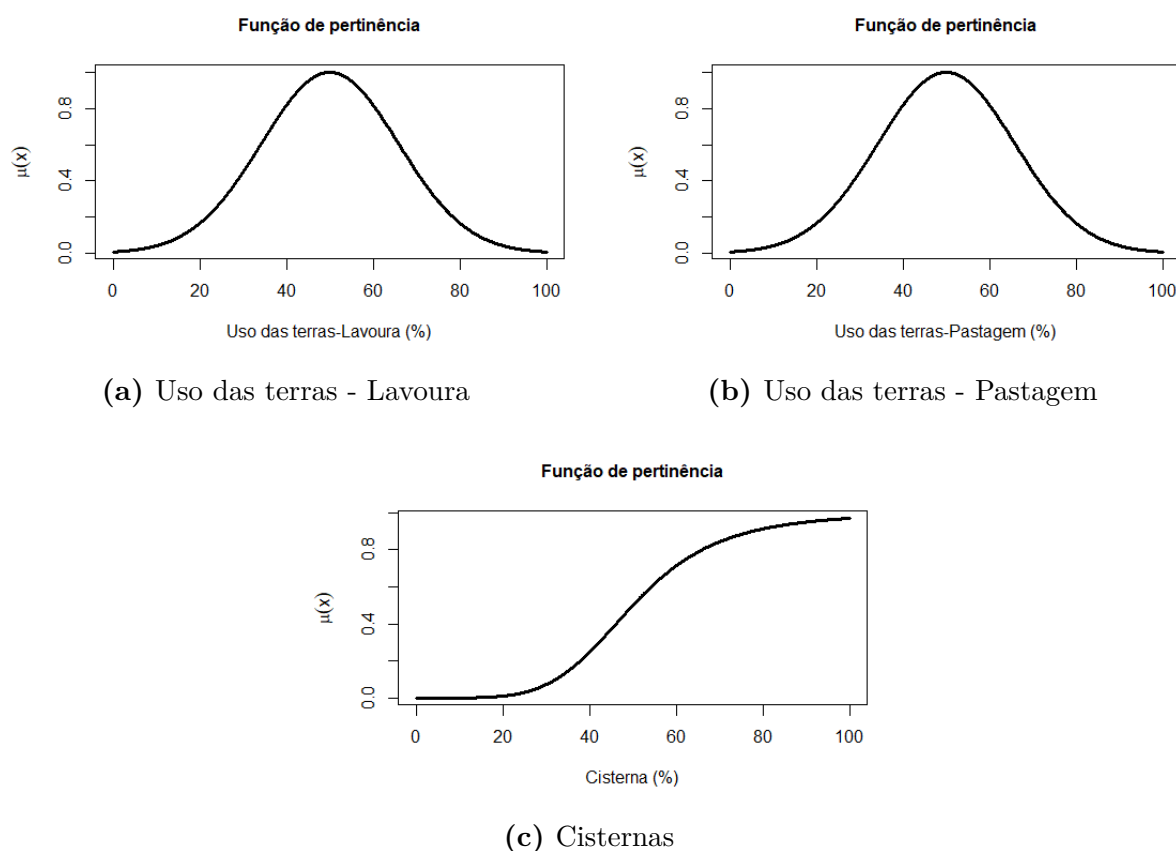 Função de pertinência
µ(x)
0.0 0.4 0.8
0 20 40 60 80 100
Uso das terras-Lavoura (%)
(a) Uso das terras - Lavoura
Função de pertinência
µ(x)
0.0 0.4 0.8
0 20 40 60 80 100
Uso das terras-Pastagem (%)
(b) Uso das terras - Pastagem
Função de pertinência
µ(x)
0.0 0.4 0.8
0 20 40 60 80 100
Cisterna (%)
(c) Cisternas